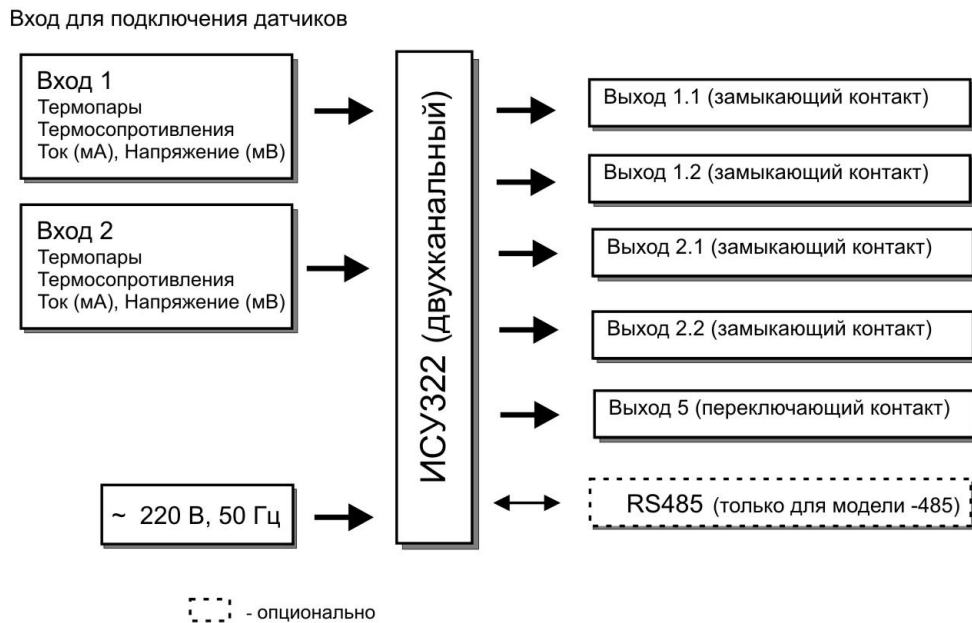 Вход для подключения датчиков
Вход 1
Термопары
Термосопротивления
Ток (мА), Напряжение (мВ)
Вход 2
Термопары
Термосопротивления
Ток (мА), Напряжение (мВ)
~ 220 В, 50 Гц
ИСУ322 (двухканальный)
Выход 1.1 (замыкающий контакт)
Выход 1.2 (замыкающий контакт)
Выход 2.1 (замыкающий контакт)
Выход 2.2 (замыкающий контакт)
Выход 5 (переключающий контакт)
RS485 (только для модели -485)
- опционально